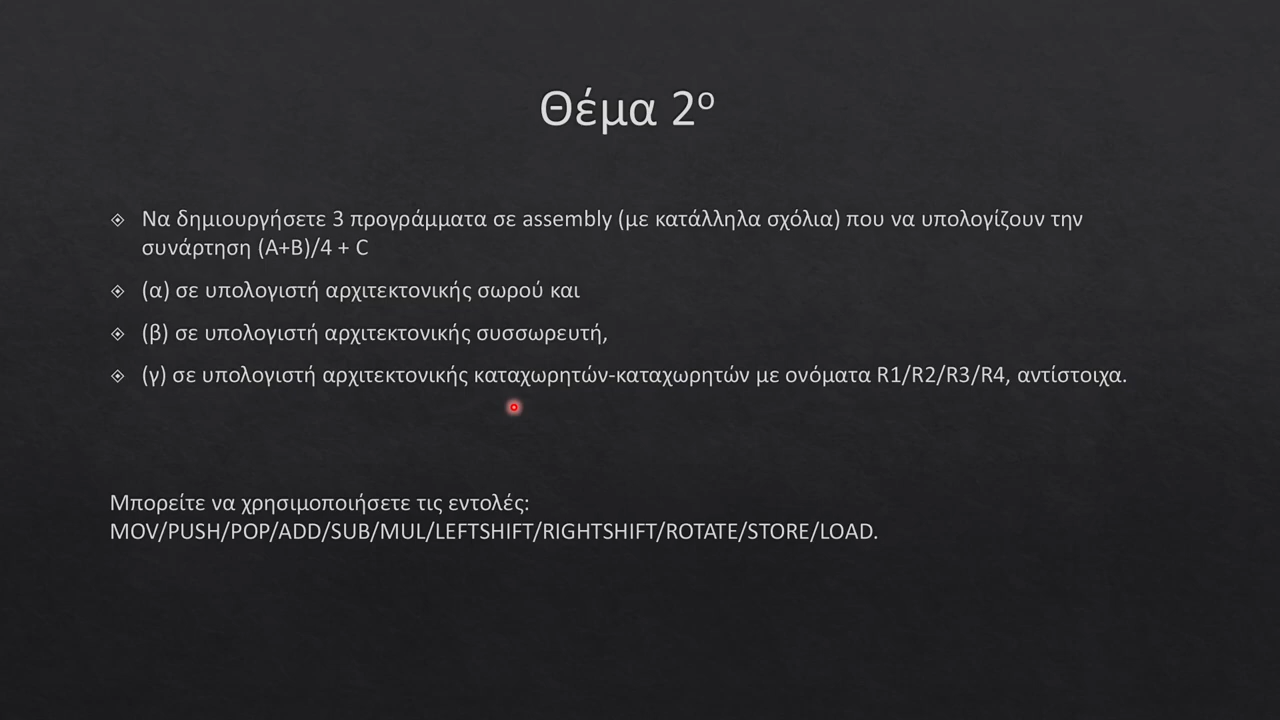 Θέμα 2ο
Να δημιουργήσετε 3 προγράμματα σε assembly (με κατάλληλα σχόλια) που να υπολογίζουν την
συνάρτηση (A+B)/4 + C
(α) σε υπολογιστή αρχιτεκτονικής σωρού και
(β) σε υπολογιστή αρχιτεκτονικής συσσωρευτή,
(γ) σε υπολογιστή αρχιτεκτονικής καταχωρητών-καταχωρητών με ονόματα R1/R2/R3/R4, αντίστοιχα.
Μπορείτε να χρησιμοποιήσετε τις εντολές:
MOV/PUSH/POP/ADD/SUB/MUL/LEFTSHIFT/RIGHTSHIFT/ROTATE/STORE/LOAD.